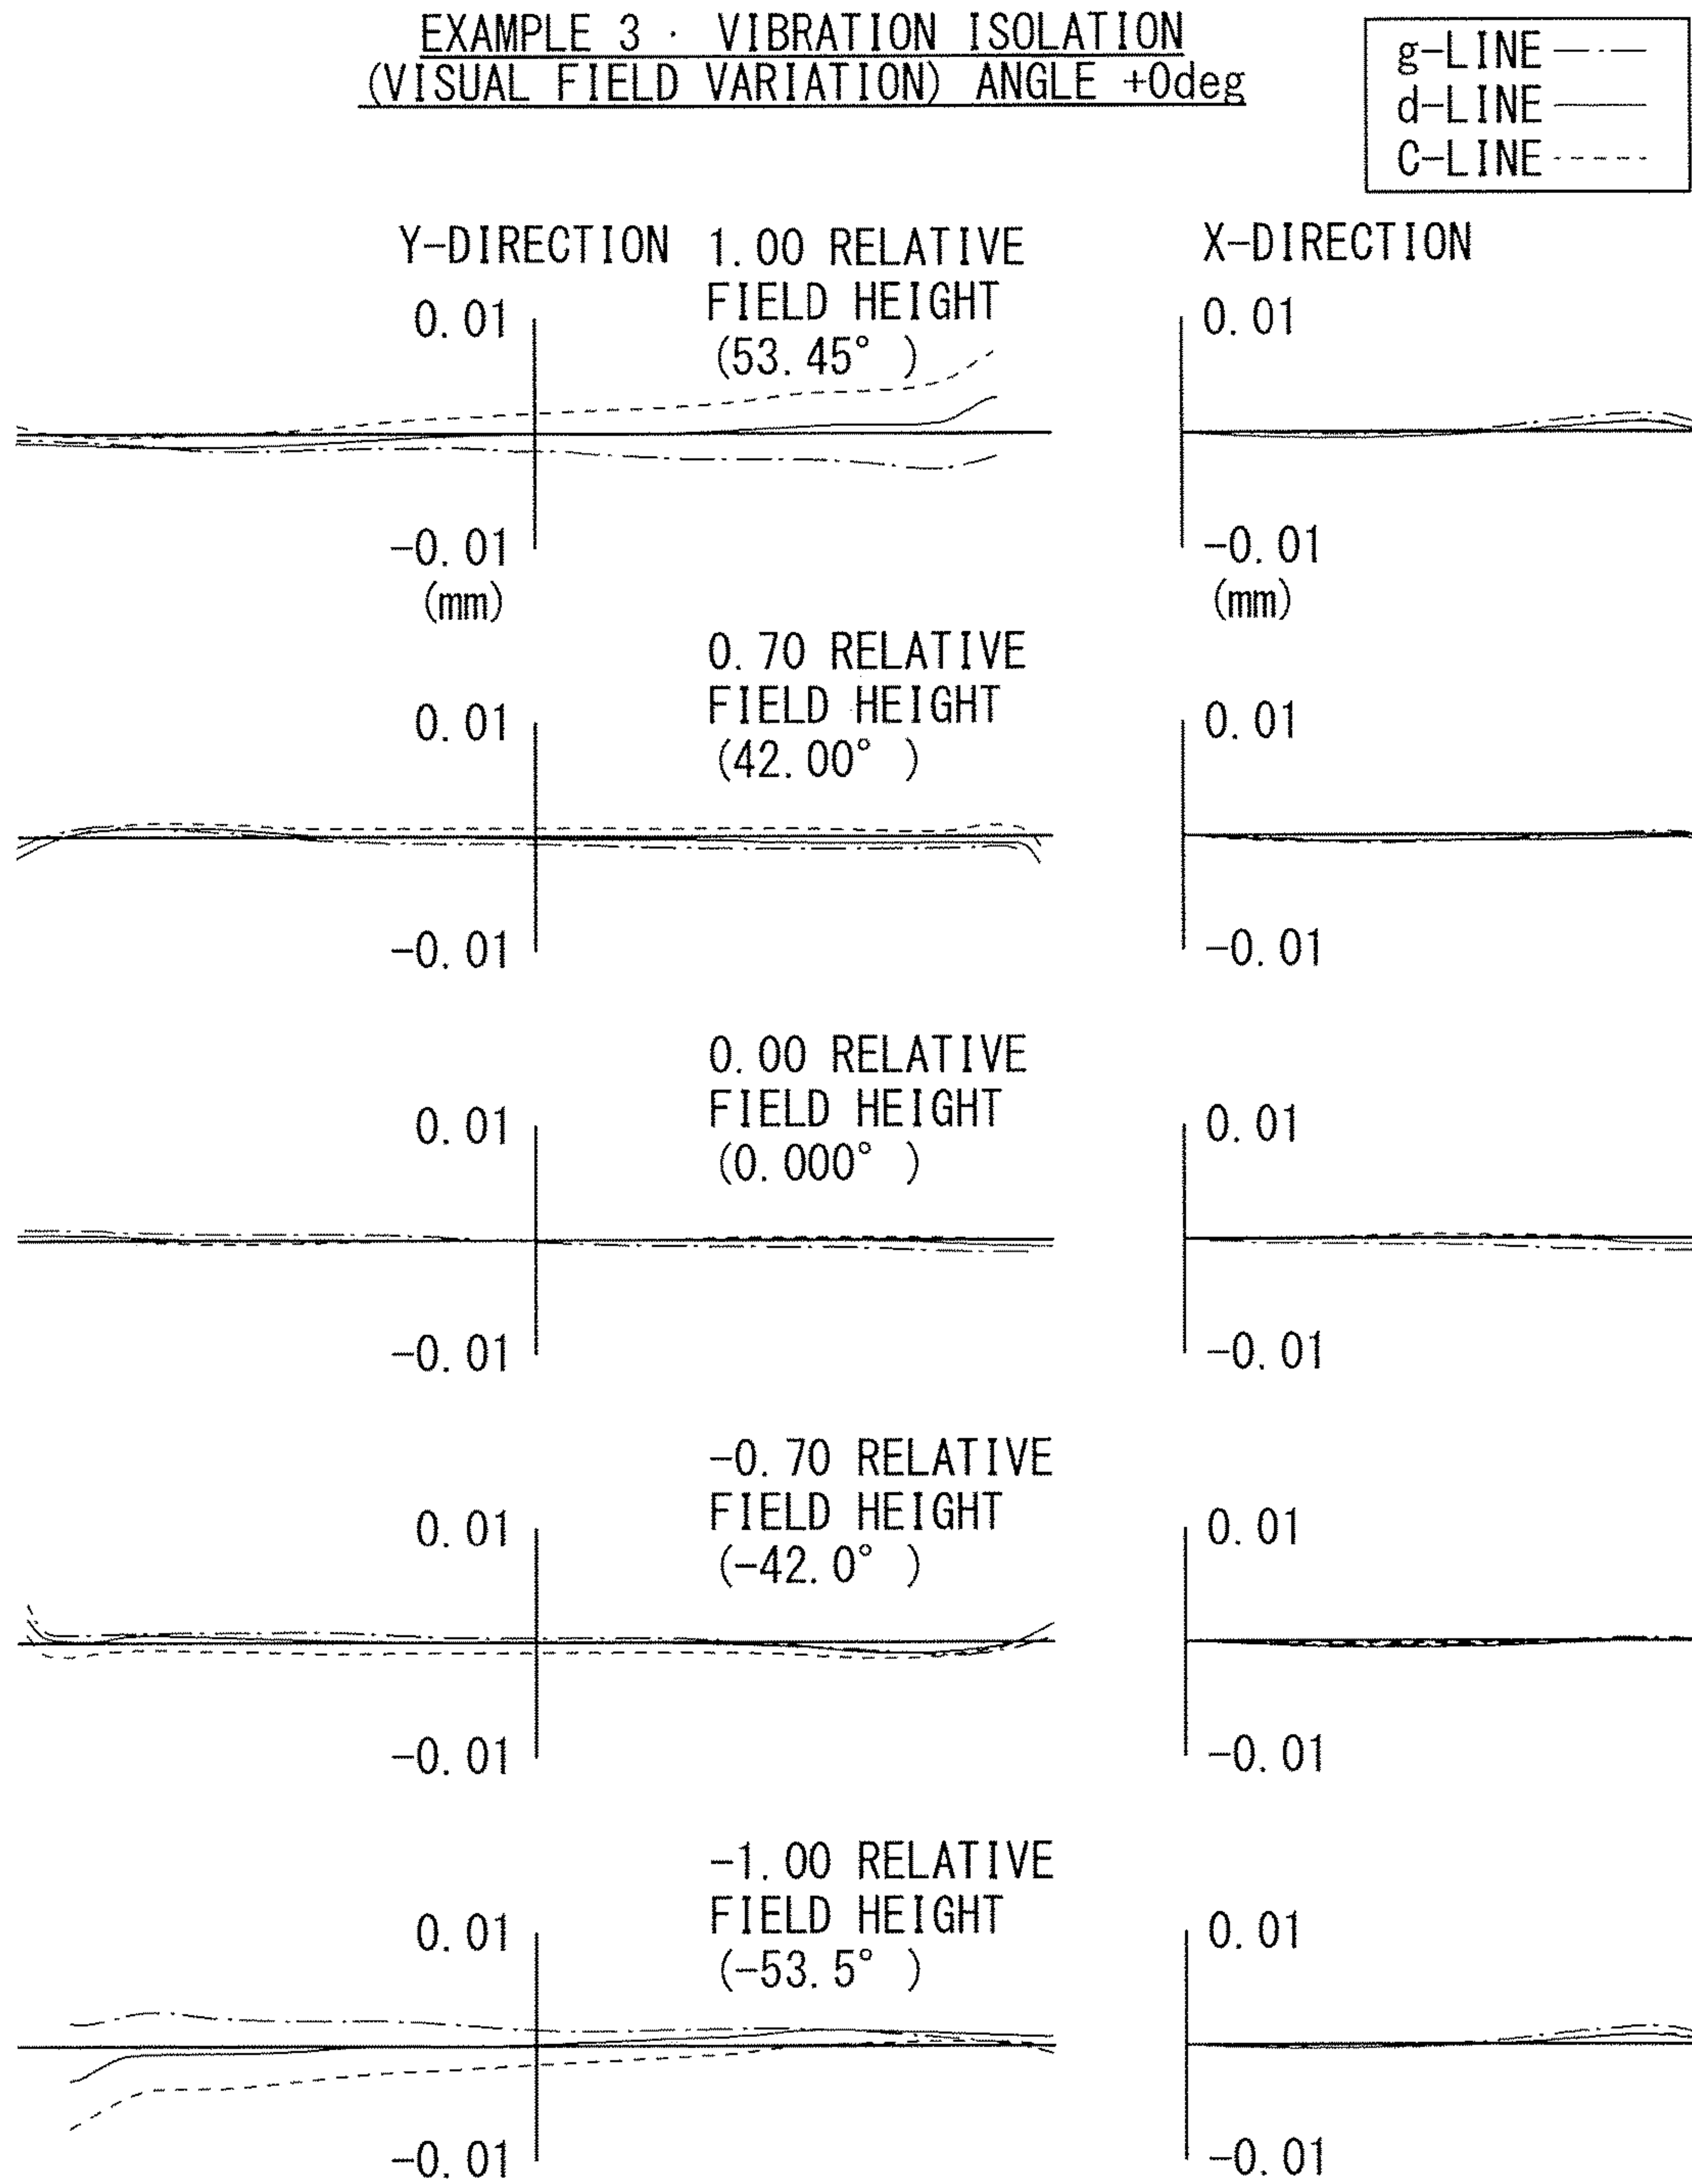 EXAMPLE 3 · VIBRATION ISOLATION
(VISUAL FIELD VARIATION) ANGLE +0deg
g-LINE
d-LINE
C-LINE
Y-DIRECTION
1.00 RELATIVE
FIELD HEIGHT
(53.45° )
X-DIRECTION
0.01
-0.01
(mm)
0.01
-0.01
(mm)
0.70 RELATIVE
FIELD HEIGHT
(42.00° )
0.01
-0.01
0.01
-0.01
0.00 RELATIVE
FIELD HEIGHT
(0.000° )
0.01
-0.01
0.01
-0.01
-0.70 RELATIVE
FIELD HEIGHT
(-42.0° )
0.01
-0.01
0.01
-0.01
-1.00 RELATIVE
FIELD HEIGHT
(-53.5° )
0.01
-0.01
0.01
-0.01